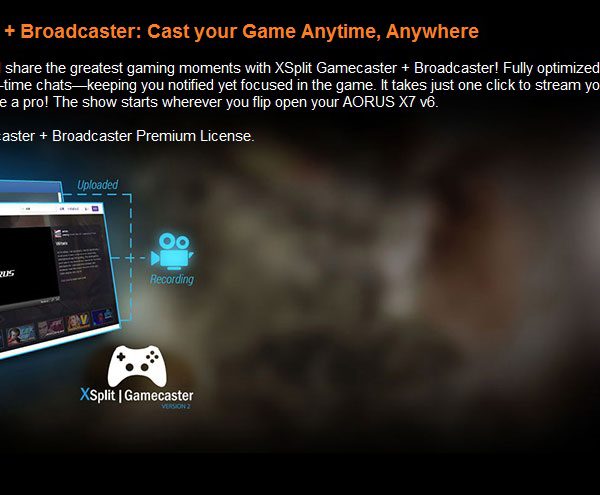 + Broadcaster: Cast your Game Anytime, Anywhere
share the greatest gaming moments with XSplit Gamecaster + Broadcaster! Fully optimized
-time chats—keeping you notified yet focused in the game. It takes just one click to stream yo
e a pro! The show starts wherever you flip open your AORUS X7 v6.
caster + Broadcaster Premium License.
Uploaded
RUS
Recording
XSplit | Gamecaster
VERSION 2